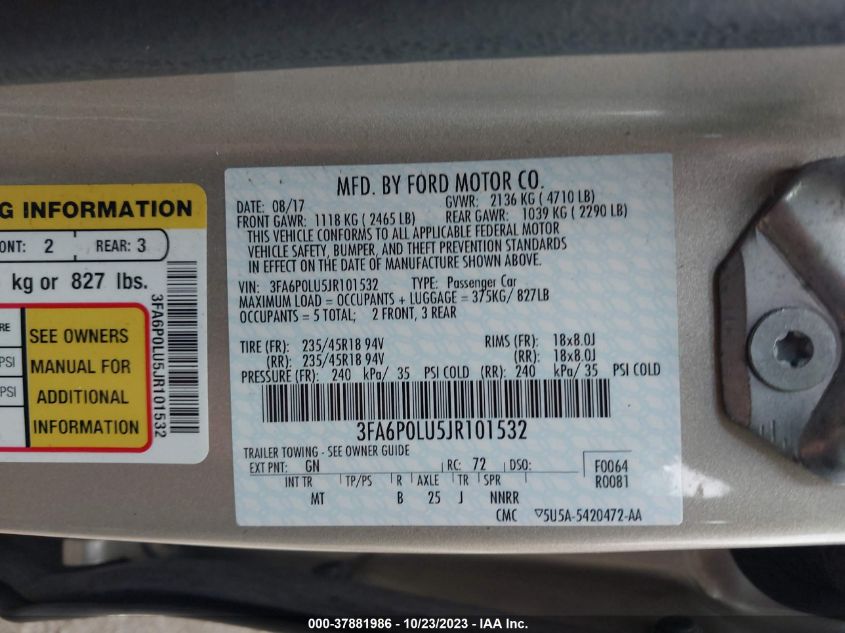 G INFORMATION
ONT: 2 REAR: 3
kg or 827 lbs.
RE
PSI
PSI
SEE OWNERS
MANUAL FOR
ADDITIONAL
INFORMATION
3FA6P0LU5JR101532
MFD. BY FORD MOTOR CO.
DATE: 08/17 GVWR: 2136 KG ( 4710 LB)
FRONT GAWR: 1118 KG ( 2465 LB) REAR GAWR: 1039 KG ( 2290 LB)
THIS VEHICLE CONFORMS TO ALL APPLICABLE FEDERAL MOTOR
VEHICLE SAFETY, BUMPER, AND THEFT PREVENTION STANDARDS
IN EFFECT ON THE DATE OF MANUFACTURE SHOWN ABOVE.
VIN: 3FA6P0LU5JR101532 TYPE: Passenger Car
MAXIMUM LOAD = OCCUPANTS + LUGGAGE = 375KG/ 827LB
OCCUPANTS = 5 TOTAL; 2 FRONT, 3 REAR
TIRE (FR): 235/45R18 94V RIMS (FR): 18x8.0J
(RR): 235/45R18 94V (RR): 18x8.0J
PRESSURE (FR): 240 kPa/ 35 PSI COLD (RR): 240 kPa/ 35 PSI COLD
3FA6P0LU5JR101532
TRAILER TOWING - SEE OWNER GUIDE
EXT PNT: GN RC: 72 DSO: F0064
R0081
INT TR TP/PS R AXLE TR SPR
MT B 25 J NNRR
CMC ▽5U5A-5420472-AA
000-37881986 - 10/23/2023 - IAA Inc.